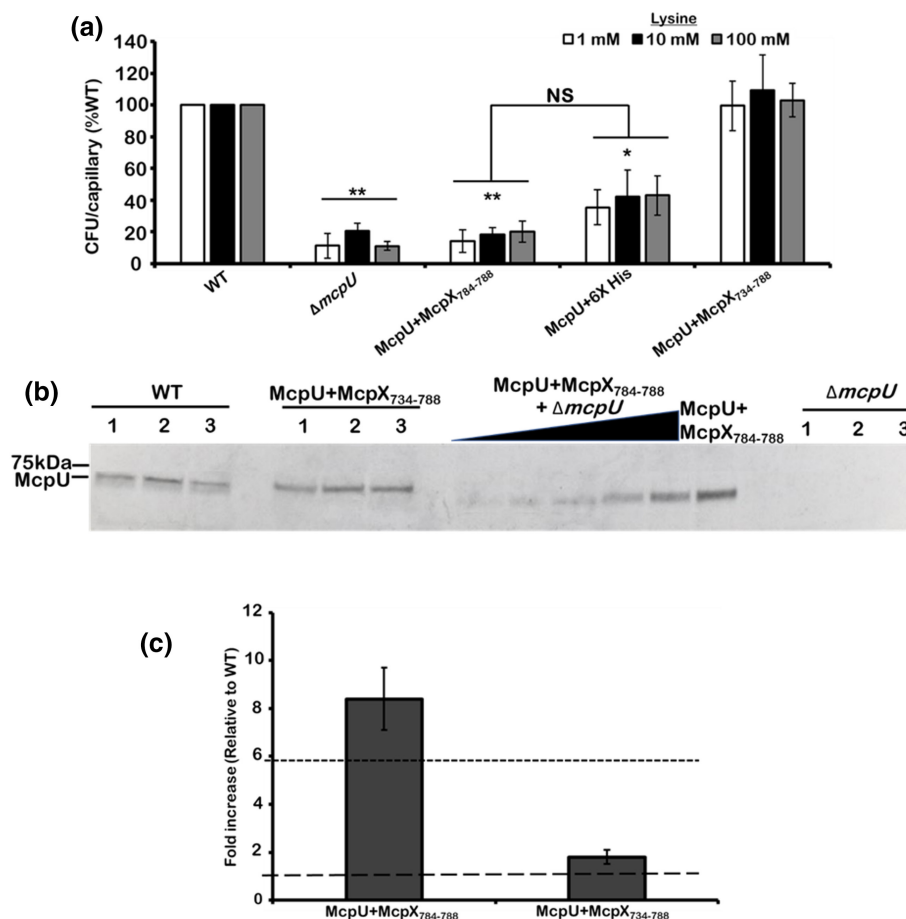 (a)
Lysine
1 mM 10 mM 100 mM
CFU/capillary (%WT)
140
120
100
80
60
40
20
0
**
**
NS
*
WT
ΔmcpU
McpU+McpX784-788
McpU+6X His
McpU+McpX734-788
(b)
WT
1 2 3
McpU+McpX734-788
1 2 3
McpU+McpX784-788
+ ΔmcpU
McpU+
McpX784-788
ΔmcpU
1 2 3
75kDa
McpU
(c)
Fold increase (Relative to WT)
12
10
8
6
4
2
0
McpU+McpX784-788
McpU+McpX734-788